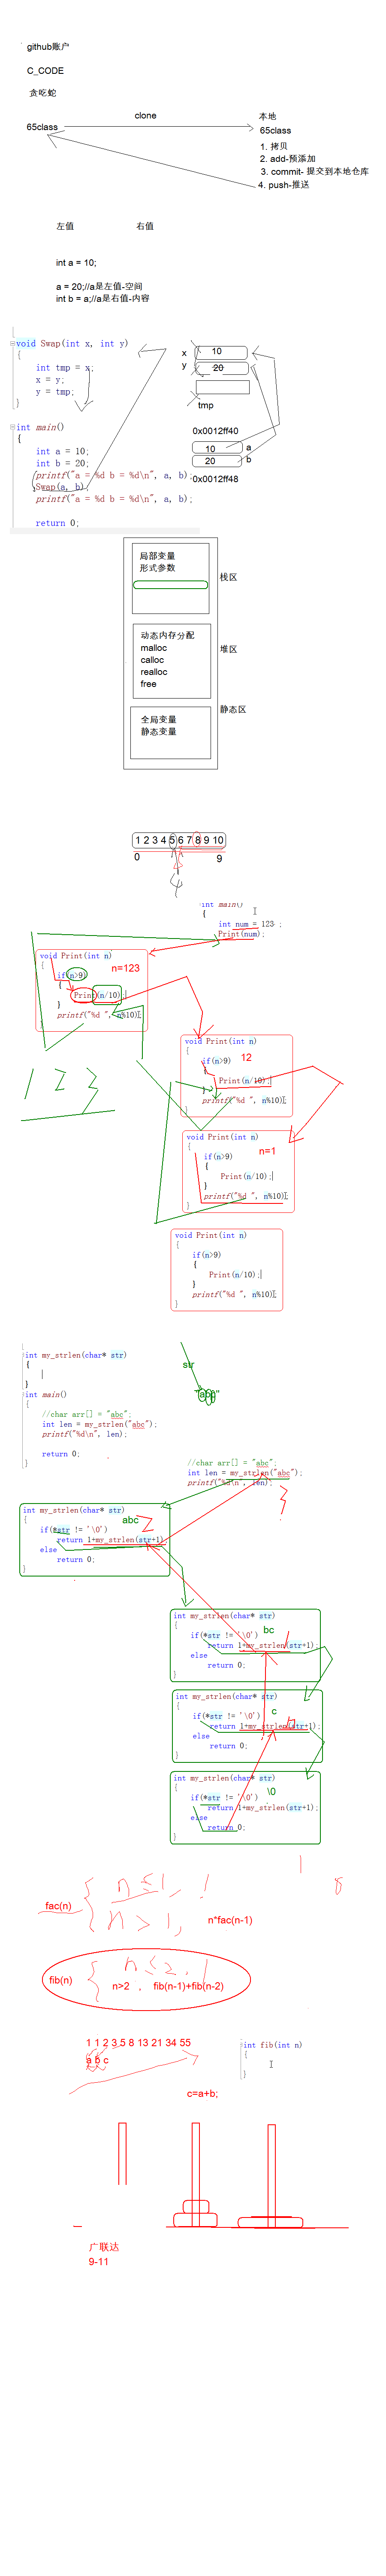 github账户
C_CODE
贪吃蛇
clone
65class
本地
65class
1. 拷贝
2. add-预添加
3. commit- 提交到本地仓库
4. push-推送
左值 右值
int a = 10;
a = 20;//a是左值-空间
int b = a;//a是右值-内容
void Swap(int x, int y)
{
int tmp = x;
x = y;
y = tmp;
}
x 10
y 20
tmp
int main()
{
int a = 10;
int b = 20;
printf("a = %d b = %d\n", a, b);
Swap(a, b);
printf("a = %d b = %d\n", a, b);
return 0;
0x0012ff40
10 a
20 b
0x0012ff48
局部变量
形式参数
栈区
动态内存分配
malloc
calloc
realloc
free
堆区
静态区
全局变量
静态变量
1 2 3 4 5 6 7 8 9 10
0 9
int main()
{
int num = 123 ;
Print(num);
void Print(int n)
{
n=123
if(n>9)
{
Print(n/10);
}
printf("%d ", n%10);
}
1 2 3
void Print(int n)
{
if(n>9) 12
{
Print(n/10);
}
printf("%d ", n%10);
}
void Print(int n)
{
n=1
if(n>9)
{
Print(n/10);
}
printf("%d ", n%10);
}
void Print(int n)
{
if(n>9)
{
Print(n/10);
}
printf("%d ", n%10);
}
int my_strlen(char* str)
{
}
int main()
{
//char arr[] = "abc";
int len = my_strlen("abc");
printf("%d\n", len);
return 0;
}
str
"abc"
//char arr[] = "abc";
int len = my_strlen("abc");
printf("%d\n", len);
3
int my_strlen(char* str)
{
abc 2
if(*str != '\0')
return 1+my_strlen(str+1)
else
return 0;
}
int my_strlen(char* str)
{
bc 1
if(*str != '\0')
return 1+my_strlen(str+1);
else
return 0;
}
int my_strlen(char* str)
{
c
if(*str != '\0')
return 1+my_strlen(str+1);
else
return 0;
}
int my_strlen(char* str)
{
\0
if(*str != '\0')
return 1+my_strlen(str+1);
else
return 0;
}
fac(n)
n≤1, 1
n>1, n*fac(n-1)
fib(n)
n≤2, 1
n>2 , fib(n-1)+fib(n-2)
1 1 2 3 5 8 13 21 34 55
a b c
c=a+b;
int fib(int n)
{
}
广联达
9-11